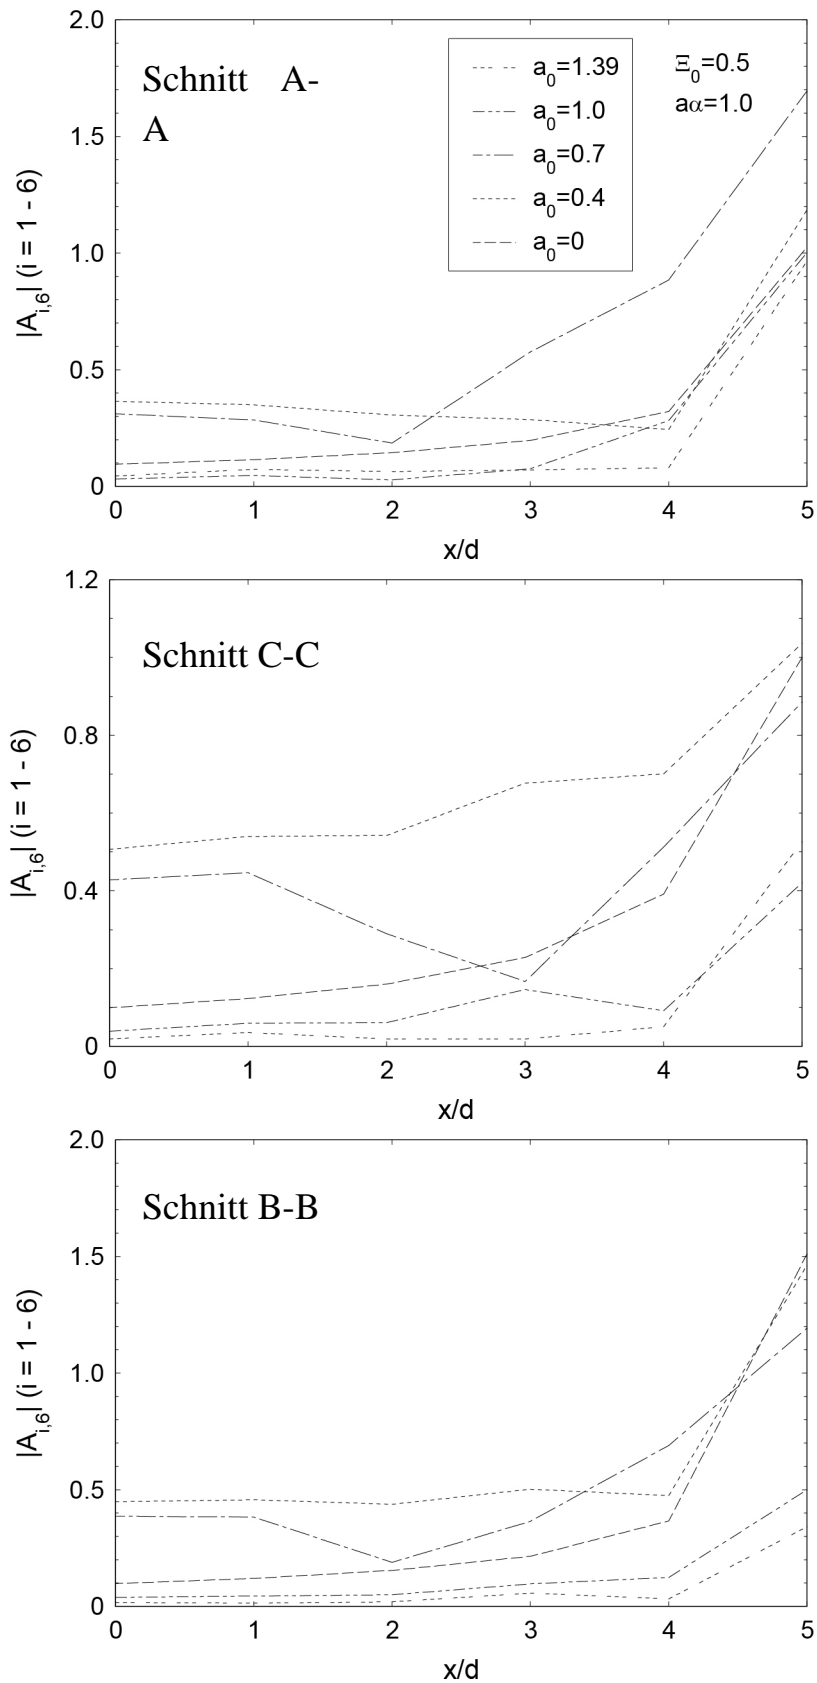 2.0
Schnitt A-
A
a0=1.39
a0=1.0
a0=0.7
a0=0.4
a0=0
Ξ0=0.5
aα=1.0
1.5
1.0
0.5
0
|Ai,6| (i = 1 - 6)
0 1 2 3 4 5
x/d
1.2
Schnitt C-C
0.8
0.4
0
|Ai,6| (i = 1 - 6)
0 1 2 3 4 5
x/d
2.0
Schnitt B-B
1.5
1.0
0.5
0
|Ai,6| (i = 1 - 6)
0 1 2 3 4 5
x/d